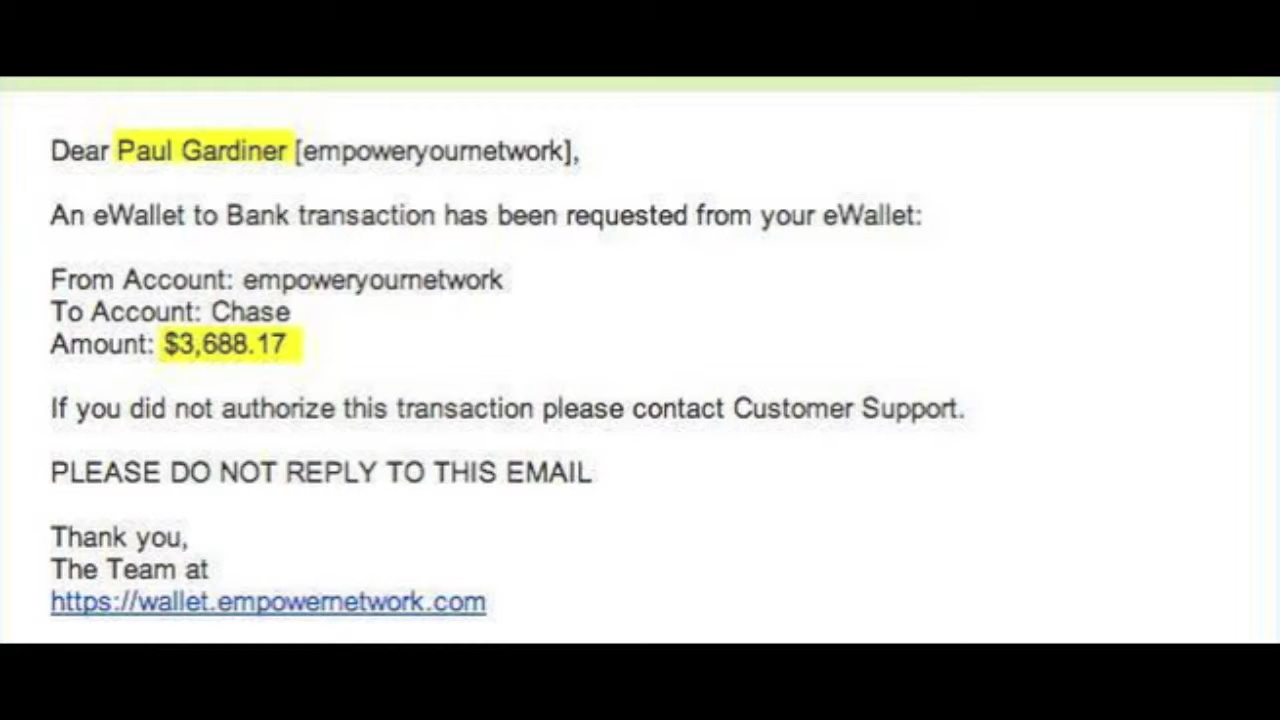 Dear Paul Gardiner [empoweryournetwork],
An eWallet to Bank transaction has been requested from your eWallet:
From Account: empoweryournetwork
To Account: Chase
Amount: $3,688.17
If you did not authorize this transaction please contact Customer Support.
PLEASE DO NOT REPLY TO THIS EMAIL
Thank you,
The Team at
https://wallet.empowernetwork.com